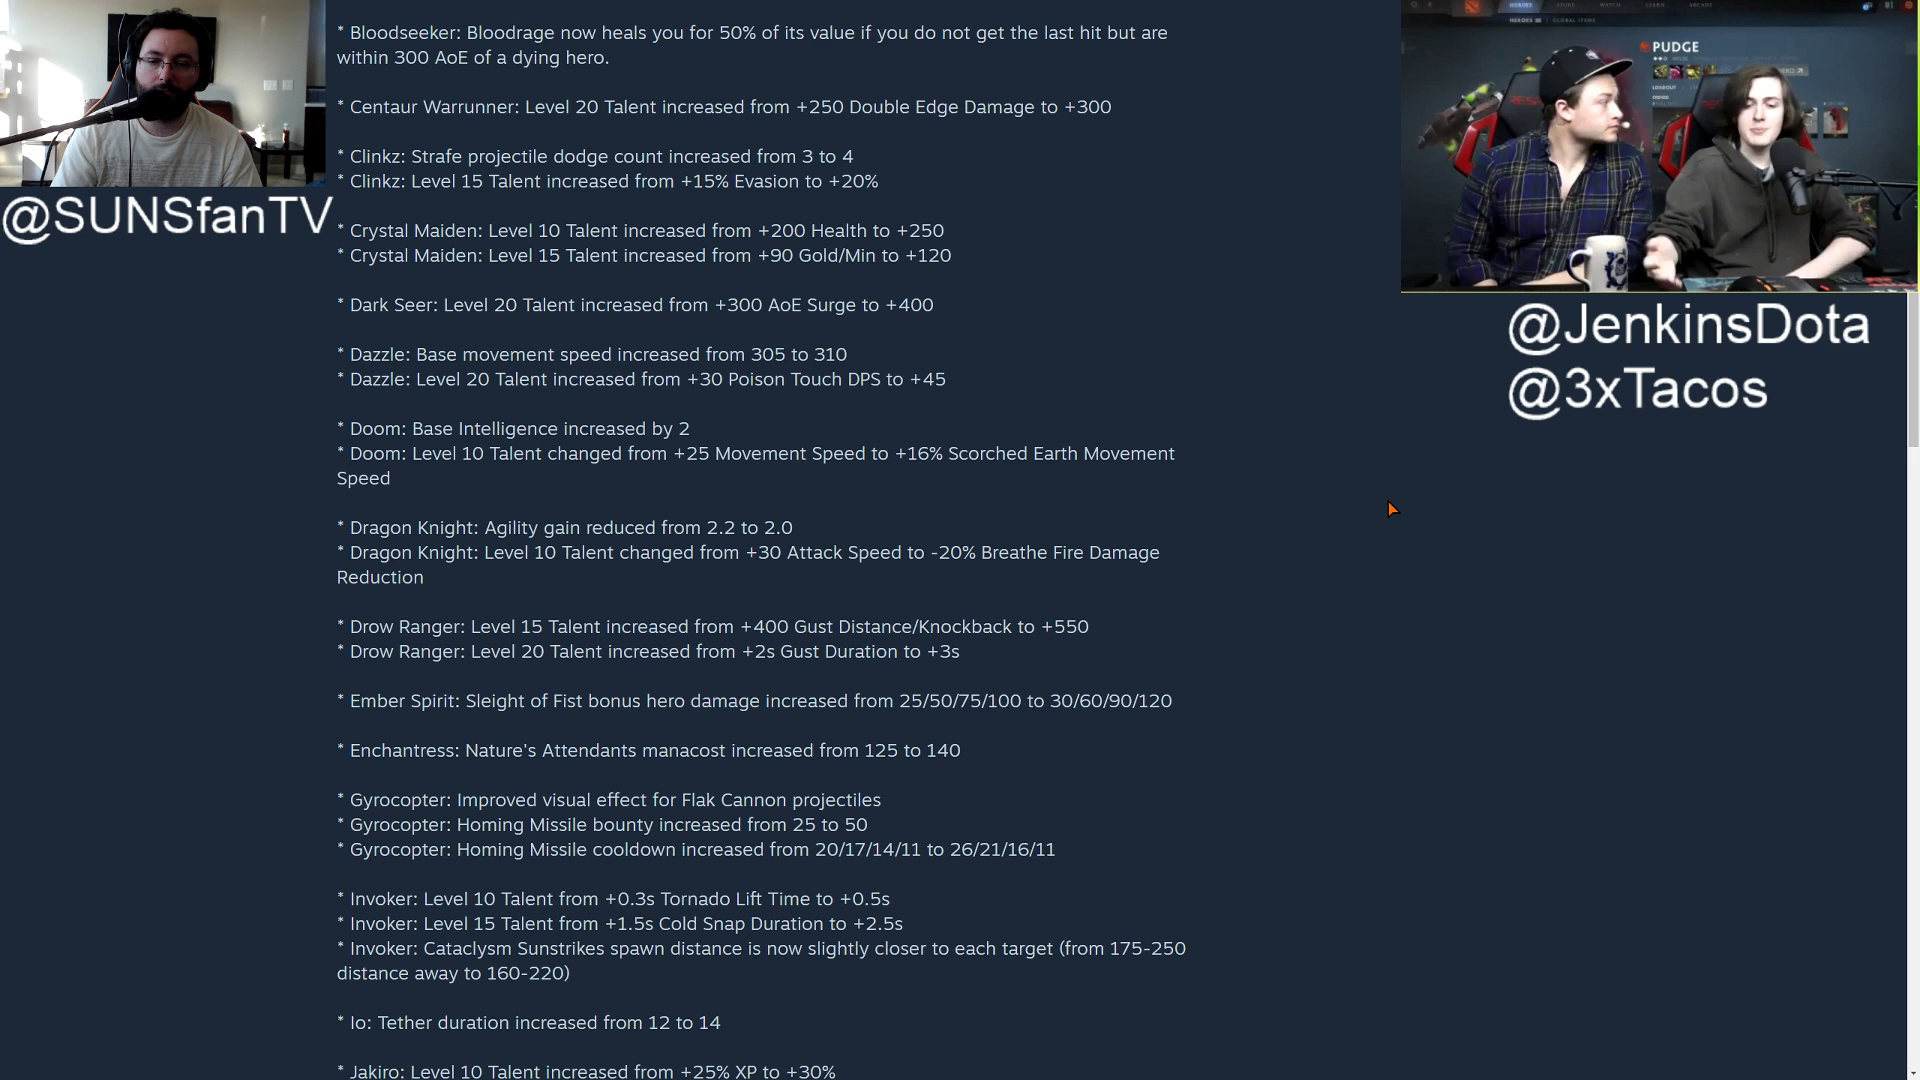 * Bloodseeker: Bloodrage now heals you for 50% of its value if you do not get the last hit but are
within 300 AoE of a dying hero.
* Centaur Warrunner: Level 20 Talent increased from +250 Double Edge Damage to +300
* Clinkz: Strafe projectile dodge count increased from 3 to 4
* Clinkz: Level 15 Talent increased from +15% Evasion to +20%
* Crystal Maiden: Level 10 Talent increased from +200 Health to +250
* Crystal Maiden: Level 15 Talent increased from +90 Gold/Min to +120
* Dark Seer: Level 20 Talent increased from +300 AoE Surge to +400
* Dazzle: Base movement speed increased from 305 to 310
* Dazzle: Level 20 Talent increased from +30 Poison Touch DPS to +45
* Doom: Base Intelligence increased by 2
* Doom: Level 10 Talent changed from +25 Movement Speed to +16% Scorched Earth Movement
Speed
* Dragon Knight: Agility gain reduced from 2.2 to 2.0
* Dragon Knight: Level 10 Talent changed from +30 Attack Speed to -20% Breathe Fire Damage
Reduction
* Drow Ranger: Level 15 Talent increased from +400 Gust Distance/Knockback to +550
* Drow Ranger: Level 20 Talent increased from +2s Gust Duration to +3s
* Ember Spirit: Sleight of Fist bonus hero damage increased from 25/50/75/100 to 30/60/90/120
* Enchantress: Nature's Attendants manacost increased from 125 to 140
* Gyrocopter: Improved visual effect for Flak Cannon projectiles
* Gyrocopter: Homing Missile bounty increased from 25 to 50
* Gyrocopter: Homing Missile cooldown increased from 20/17/14/11 to 26/21/16/11
* Invoker: Level 10 Talent from +0.3s Tornado Lift Time to +0.5s
* Invoker: Level 15 Talent from +1.5s Cold Snap Duration to +2.5s
* Invoker: Cataclysm Sunstrikes spawn distance is now slightly closer to each target (from 175-250
distance away to 160-220)
* Io: Tether duration increased from 12 to 14
* Jakiro: Level 10 Talent increased from +25% XP to +30%
@SUNSfanTV
HEROES
GLOBAL ITEMS
PUDGE
@JenkinsDota
@3xTacos